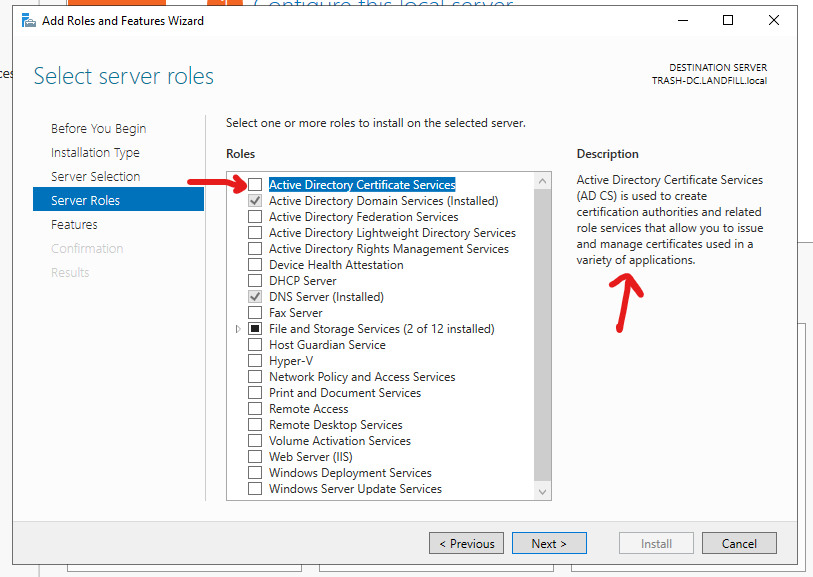 Configure this local server
Add Roles and Features Wizard
Select server roles
DESTINATION SERVER
TRASH-DC.LANDFILL.local
Before You Begin
Installation Type
Server Selection
Server Roles
Features
Confirmation
Results
Select one or more roles to install on the selected server.
Roles
Active Directory Certificate Services
Active Directory Domain Services (Installed)
Active Directory Federation Services
Active Directory Lightweight Directory Services
Active Directory Rights Management Services
Device Health Attestation
DHCP Server
DNS Server (Installed)
Fax Server
File and Storage Services (2 of 12 installed)
Host Guardian Service
Hyper-V
Network Policy and Access Services
Print and Document Services
Remote Access
Remote Desktop Services
Volume Activation Services
Web Server (IIS)
Windows Deployment Services
Windows Server Update Services
Description
Active Directory Certificate Services
(AD CS) is used to create
certification authorities and related
role services that allow you to issue
and manage certificates used in a
variety of applications.
< Previous
Next >
Install
Cancel